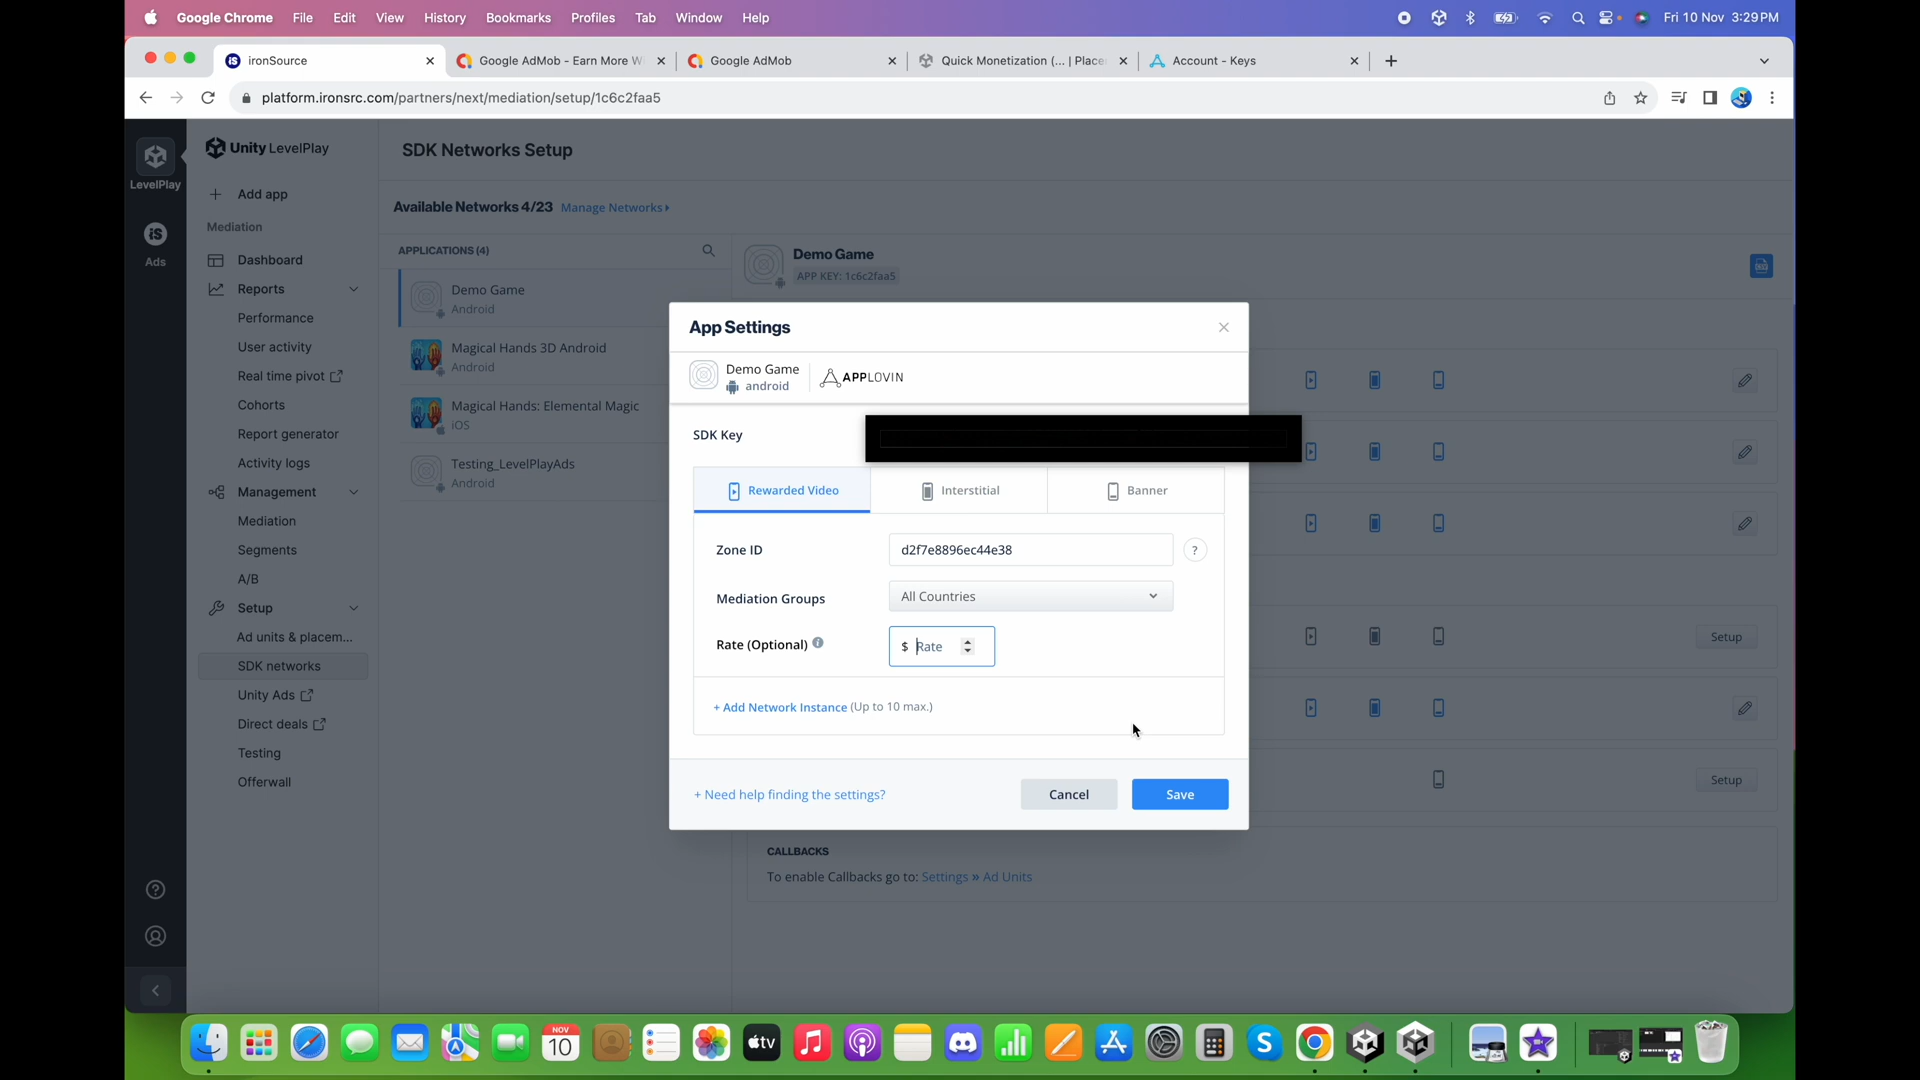 Google Chrome File Edit View History Bookmarks Profiles Tab Window Help Fri 10 Nov 3:29 PM
ironSource
Google AdMob - Earn More W
Google AdMob
Quick Monetization (... | Place
Account - Keys
platform.ironsrc.com/partners/next/mediation/setup/1c6c2faa5
LevelPlay
iS
Ads
Unity LevelPlay
Add app
Mediation
Dashboard
Reports
Performance
User activity
Real time pivot
Cohorts
Report generator
Activity logs
Management
Mediation
Segments
A/B
Setup
Ad units & placem...
SDK networks
Unity Ads
Direct deals
Testing
Offerwall
SDK Networks Setup
Available Networks 4/23 Manage Networks
APPLICATIONS (4)
Demo Game
Android
Magical Hands 3D Android
Android
Magical Hands: Elemental Magic
iOS
Testing_LevelPlayAds
Android
Demo Game
APP KEY: 1c6c2faa5
App Settings
Demo Game
android
APPLOVIN
SDK Key
Rewarded Video
Interstitial
Banner
Zone ID
d2f7e8896ec44e38
?
Mediation Groups
All Countries
Rate (Optional)
$ Rate
+ Add Network Instance (Up to 10 max.)
+ Need help finding the settings?
Cancel
Save
Setup
Setup
CALLBACKS
To enable Callbacks go to: Settings » Ad Units
NOV
10
tv